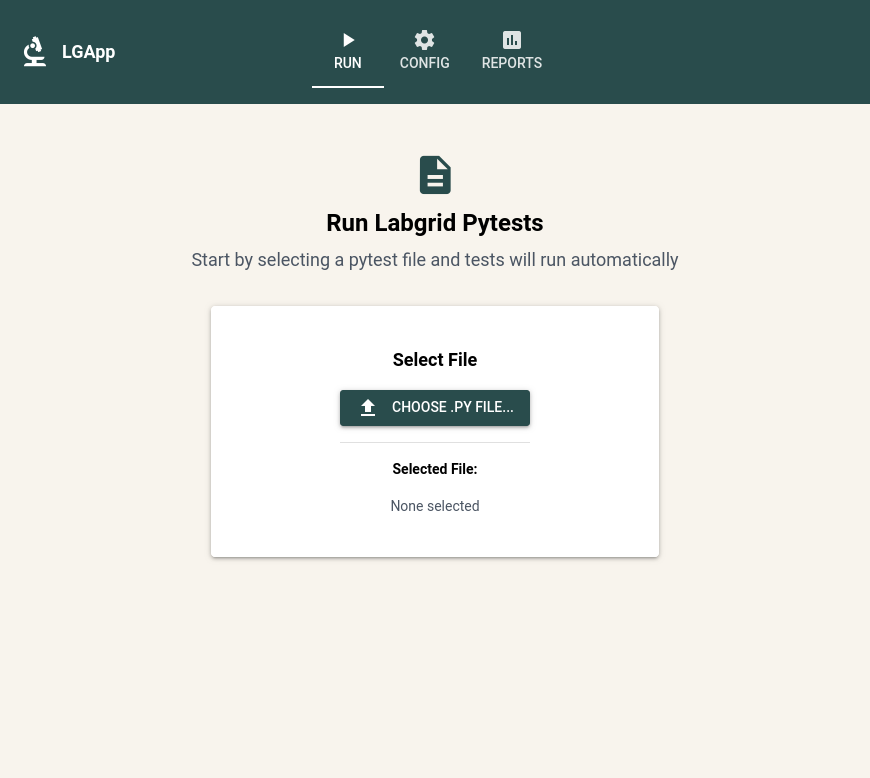 LGApp
RUN
CONFIG
REPORTS
Run Labgrid Pytests
Start by selecting a pytest file and tests will run automatically
Select File
CHOOSE .PY FILE...
Selected File:
None selected